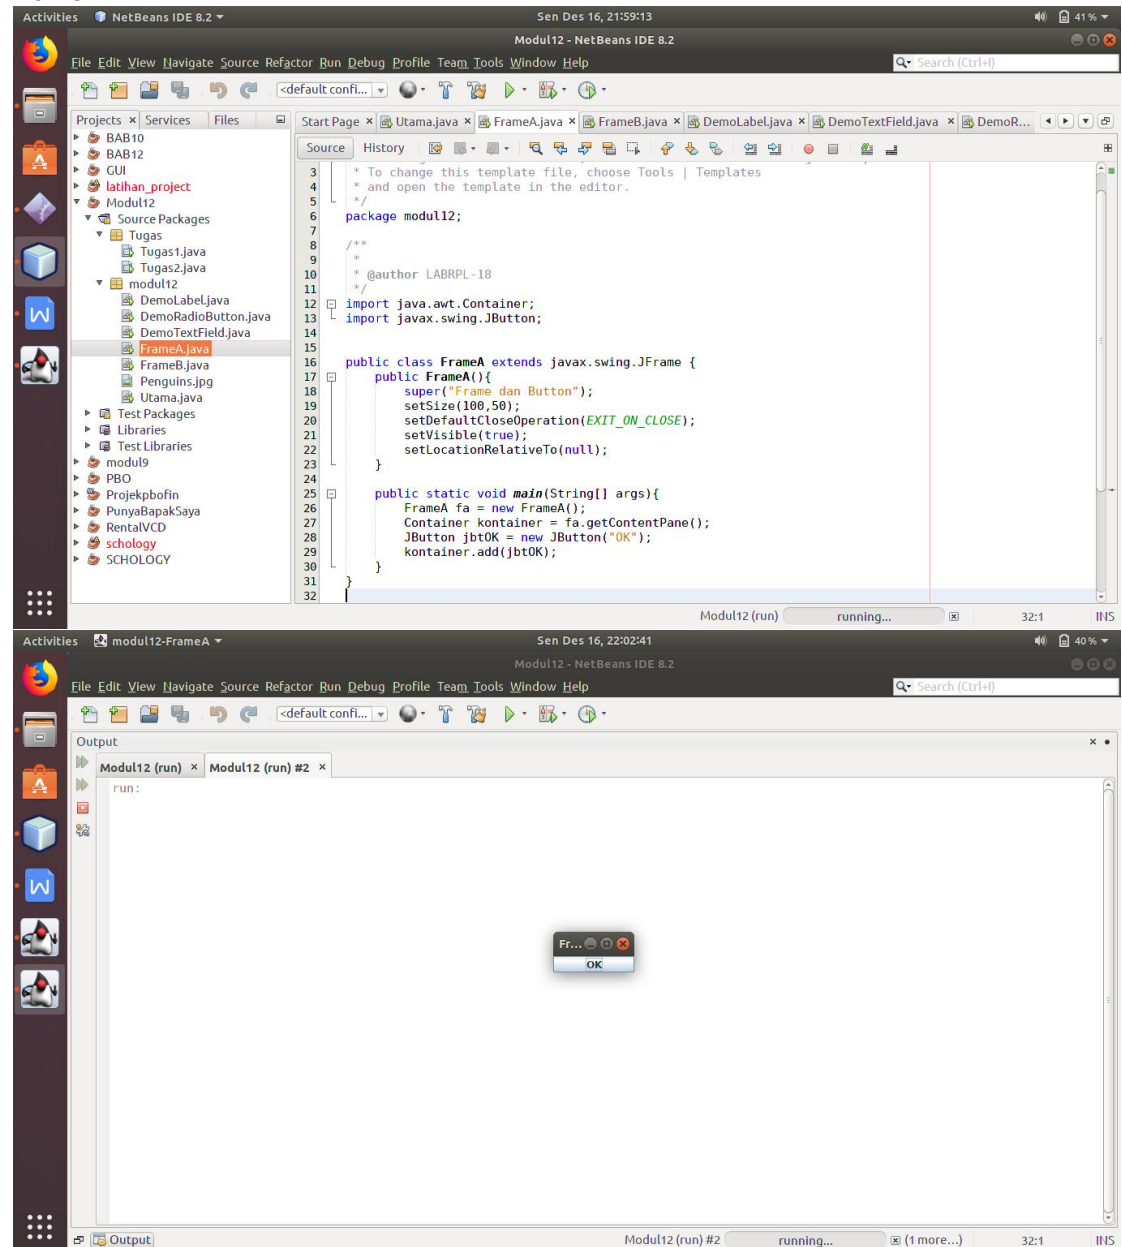 Activities NetBeans IDE 8.2 Sen Des 16, 21:59:13 41%
Modul12 - NetBeans IDE 8.2
File Edit View Navigate Source Refactor Run Debug Profile Team Tools Window Help Search (Ctrl+I)
<default confi...
Projects × Services Files
Start Page × Utama.java × FrameA.java × FrameB.java × DemoLabel.java × DemoTextField.java × DemoR...
Source History
BAB10
BAB12
GUI
latihan_project
Modul12
Source Packages
Tugas
Tugas1.java
Tugas2.java
modul12
DemoLabel.java
DemoRadioButton.java
DemoTextField.java
FrameA.java
FrameB.java
Penguins.jpg
Utama.java
Test Packages
Libraries
Test Libraries
modul9
PBO
Projekpbofin
PunyaBapakSaya
RentalVCD
schology
SCHOLOGY
3 * To change this template file, choose Tools | Templates
4 * and open the template in the editor.
5 */
6 package modul12;
7
8 /**
9 *
10 * @author LABRPL-18
11 */
12 import java.awt.Container;
13 import javax.swing.JButton;
14
15
16 public class FrameA extends javax.swing.JFrame {
17 public FrameA(){
18 super("Frame dan Button");
19 setSize(100,50);
20 setDefaultCloseOperation(EXIT_ON_CLOSE);
21 setVisible(true);
22 setLocationRelativeTo(null);
23 }
24
25 public static void main(String[] args){
26 FrameA fa = new FrameA();
27 Container kontainer = fa.getContentPane();
28 JButton jbtOK = new JButton("OK");
29 kontainer.add(jbtOK);
30 }
31 }
32
Modul12 (run) running... 32:1 INS
Activities modul12-FrameA Sen Des 16, 22:02:41 40%
Modul12 - NetBeans IDE 8.2
File Edit View Navigate Source Refactor Run Debug Profile Team Tools Window Help Search (Ctrl+I)
<default confi...
Output
Modul12 (run) × Modul12 (run) #2 ×
run:
Fr...
OK
Output Modul12 (run) #2 running... (1 more...) 32:1 INS